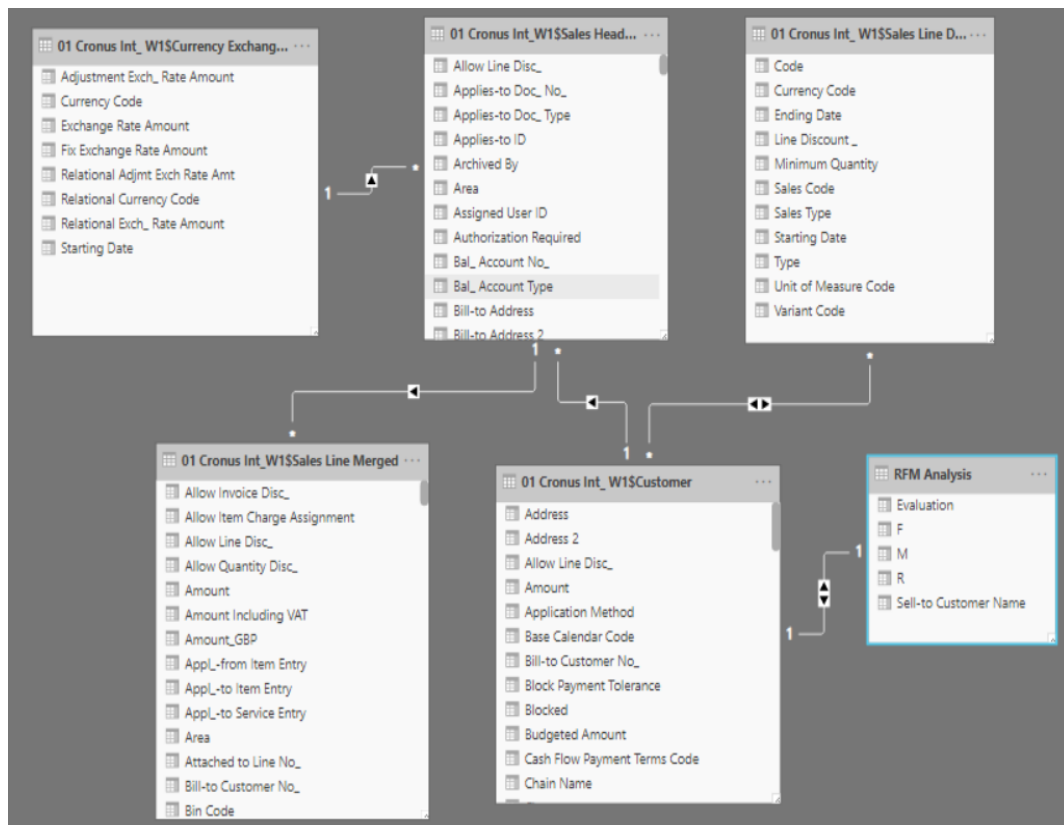 01 Cronus Int_ W1$Currency Exchang... ...
Adjustment Exch_ Rate Amount
Currency Code
Exchange Rate Amount
Fix Exchange Rate Amount
Relational Adjmt Exch Rate Amt
Relational Currency Code
Relational Exch_ Rate Amount
Starting Date
01 Cronus Int_W1$Sales Head... ...
Allow Line Disc_
Applies-to Doc_ No_
Applies-to Doc_ Type
Applies-to ID
Archived By
Area
Assigned User ID
Authorization Required
Bal_ Account No_
Bal_ Account Type
Bill-to Address
Bill-to Address 2
01 Cronus Int_ W1$Sales Line D... ...
Code
Currency Code
Ending Date
Line Discount _
Minimum Quantity
Sales Code
Sales Type
Starting Date
Type
Unit of Measure Code
Variant Code
1
*
1
*
*
*
1
*
01 Cronus Int_W1$Sales Line Merged ...
Allow Invoice Disc_
Allow Item Charge Assignment
Allow Line Disc_
Allow Quantity Disc_
Amount
Amount Including VAT
Amount_GBP
Appl_-from Item Entry
Appl_-to Item Entry
Appl_-to Service Entry
Area
Attached to Line No_
Bill-to Customer No_
Bin Code
01 Cronus Int_ W1$Customer ...
Address
Address 2
Allow Line Disc_
Amount
Application Method
Base Calendar Code
Bill-to Customer No_
Block Payment Tolerance
Blocked
Budgeted Amount
Cash Flow Payment Terms Code
Chain Name
1
1
RFM Analysis ...
Evaluation
F
M
R
Sell-to Customer Name